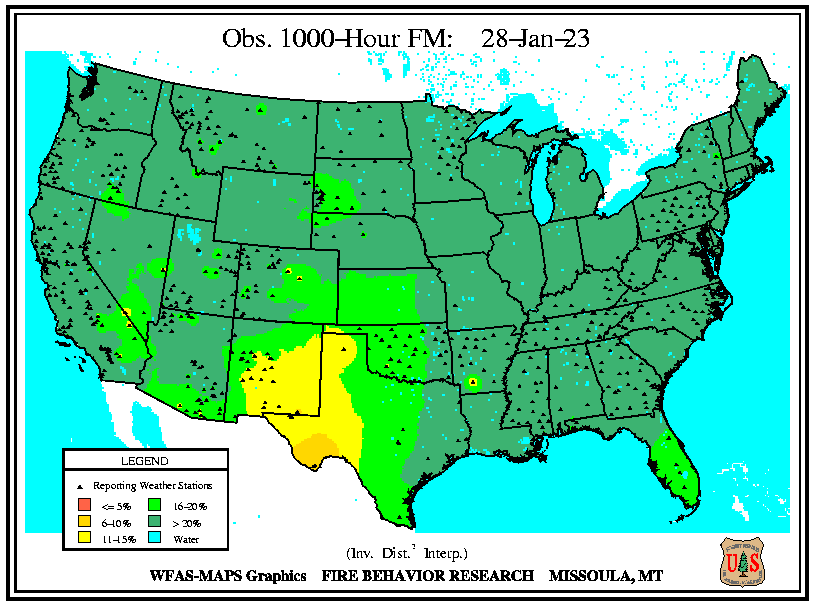 Obs. 1000-Hour FM: 28-Jan-23
LEGEND
Reporting Weather Stations
<= 5%
16-20%
6-10%
> 20%
11-15%
Water
(Inv. Dist.² Interp.)
WFAS-MAPS Graphics FIRE BEHAVIOR RESEARCH MISSOULA, MT
U S